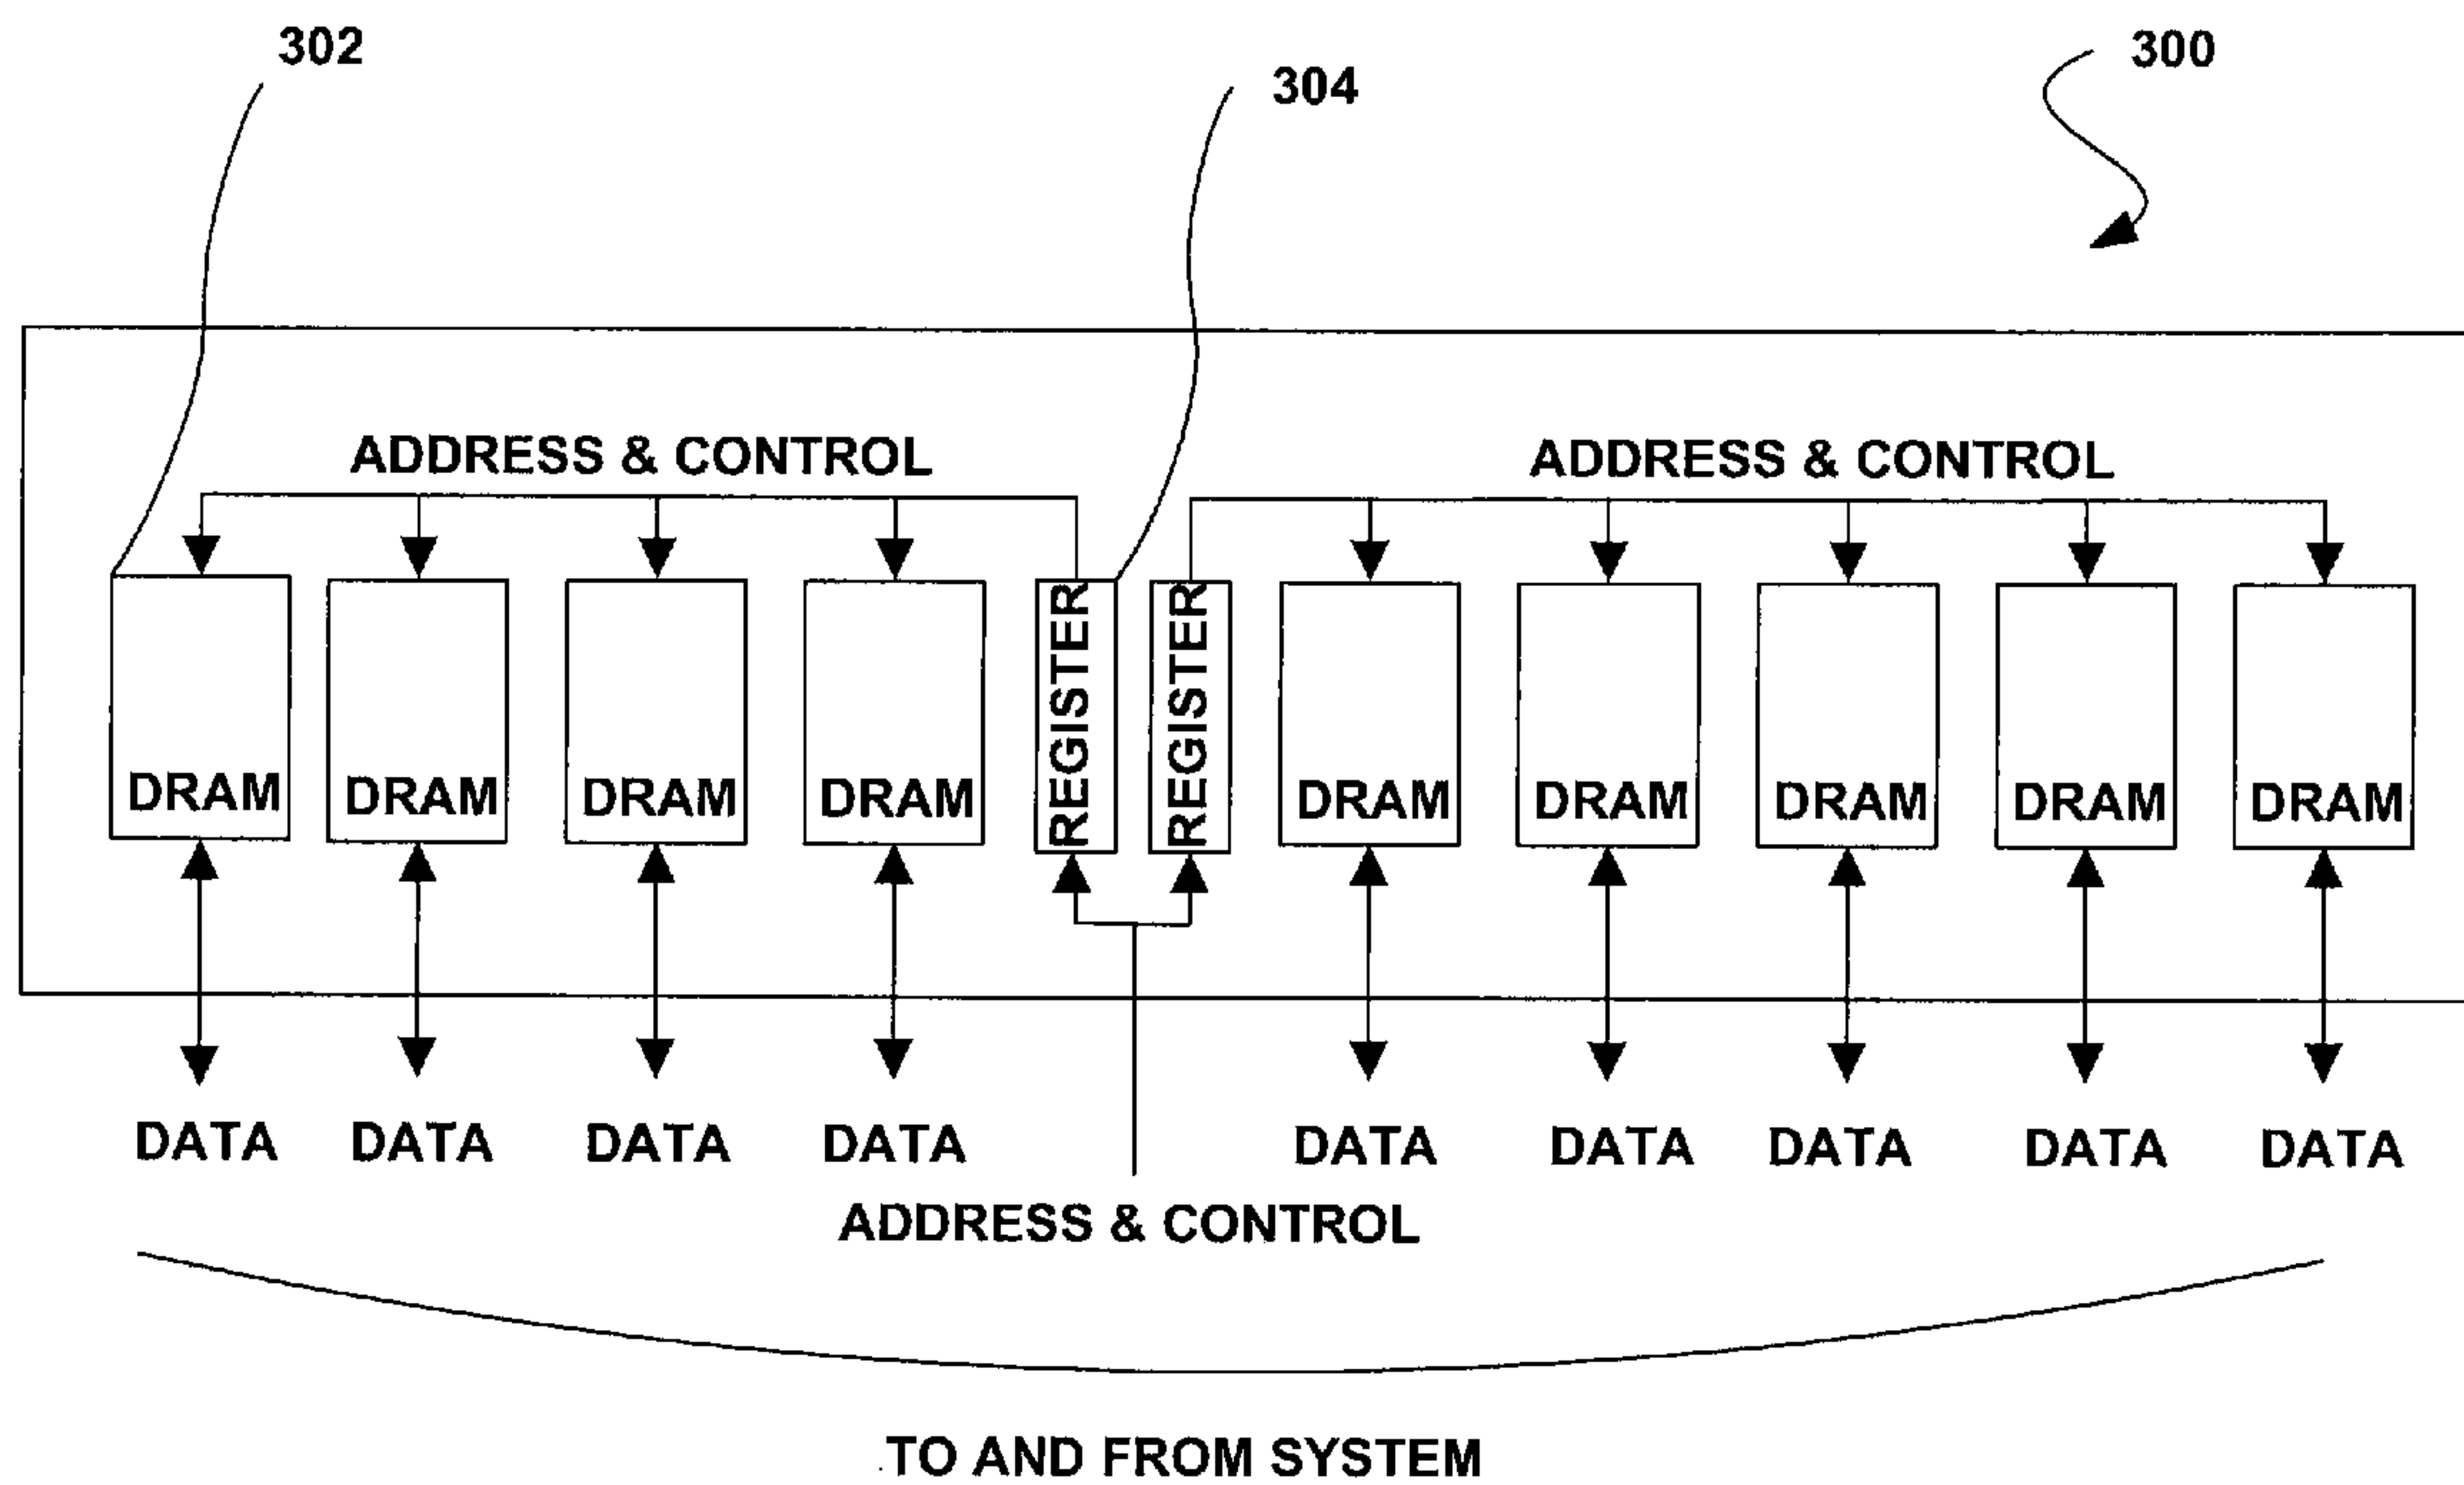 302
304
300
ADDRESS & CONTROL
ADDRESS & CONTROL
DRAM
DRAM
DRAM
DRAM
REGISTER
REGISTER
DRAM
DRAM
DRAM
DRAM
DRAM
DATA
DATA
DATA
DATA
DATA
DATA
DATA
DATA
DATA
ADDRESS & CONTROL
TO AND FROM SYSTEM